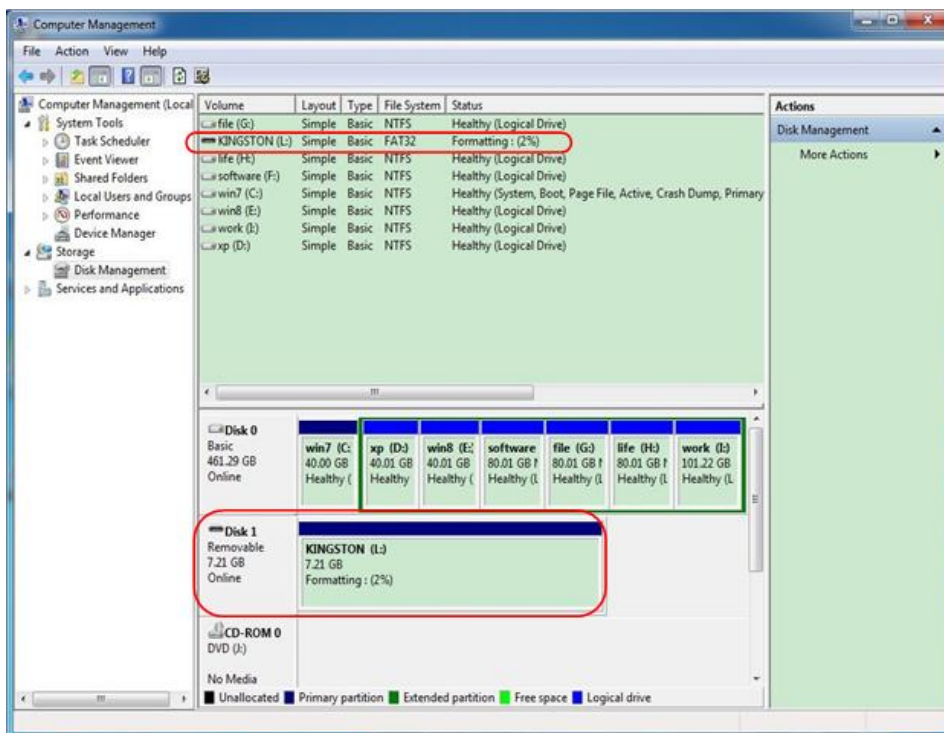 Computer Management
File Action View Help
Computer Management (Local
System Tools
Task Scheduler
Event Viewer
Shared Folders
Local Users and Groups
Performance
Device Manager
Storage
Disk Management
Services and Applications
Volume Layout Type File System Status
file (G:) Simple Basic NTFS Healthy (Logical Drive)
KINGSTON (L:) Simple Basic FAT32 Formatting : (2%)
life (H:) Simple Basic NTFS Healthy (Logical Drive)
software (F:) Simple Basic NTFS Healthy (Logical Drive)
win7 (C:) Simple Basic NTFS Healthy (System, Boot, Page File, Active, Crash Dump, Primary
win8 (E:) Simple Basic NTFS Healthy (Logical Drive)
work (I:) Simple Basic NTFS Healthy (Logical Drive)
xp (D:) Simple Basic NTFS Healthy (Logical Drive)
Actions
Disk Management
More Actions
Disk 0
Basic
461.29 GB
Online
win7 (C:
40.00 GB
Healthy (
xp (D:)
40.01 GB
Healthy
win8 (E:
40.01 GB
Healthy (
software
80.01 GB
Healthy (L
file (G:)
80.01 GB
Healthy (L
life (H:)
80.01 GB
Healthy (L
work (I:)
101.22 GB
Healthy (L
Disk 1
Removable
7.21 GB
Online
KINGSTON (L:)
7.21 GB
Formatting : (2%)
CD-ROM 0
DVD (J:)
No Media
Unallocated Primary partition Extended partition Free space Logical drive